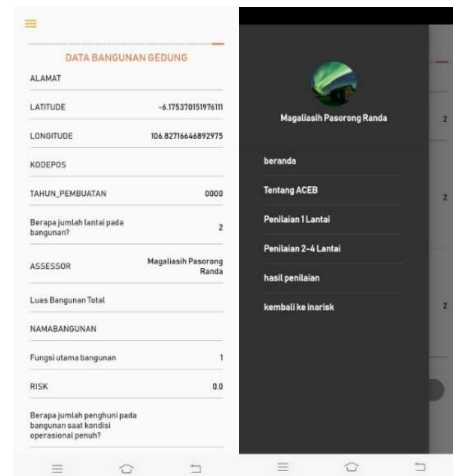 DATA BANGUNAN GEDUNG
ALAMAT
LATITUDE -6.17537015197611
LONGITUDE 106.82716646892975
KODEPOS
TAHUN_PEMBUATAN 0000
Berapa jumlah lantai pada
bangunan? 2
ASSESSOR Magaliasih Pasorong
Randa
Luas Bangunan Total
NAMABANGUNAN
Fungsi utama bangunan 1
RISK 0.0
Berapa jumlah penghuni pada
bangunan saat kondisi
operasional penuh?
Magaliasih Pasorong Randa
beranda
Tentang ACEB
Penilaian 1 Lantai
Penilaian 2-4 Lantai
hasil penilaian
kembali ke inarisk
2
2
2